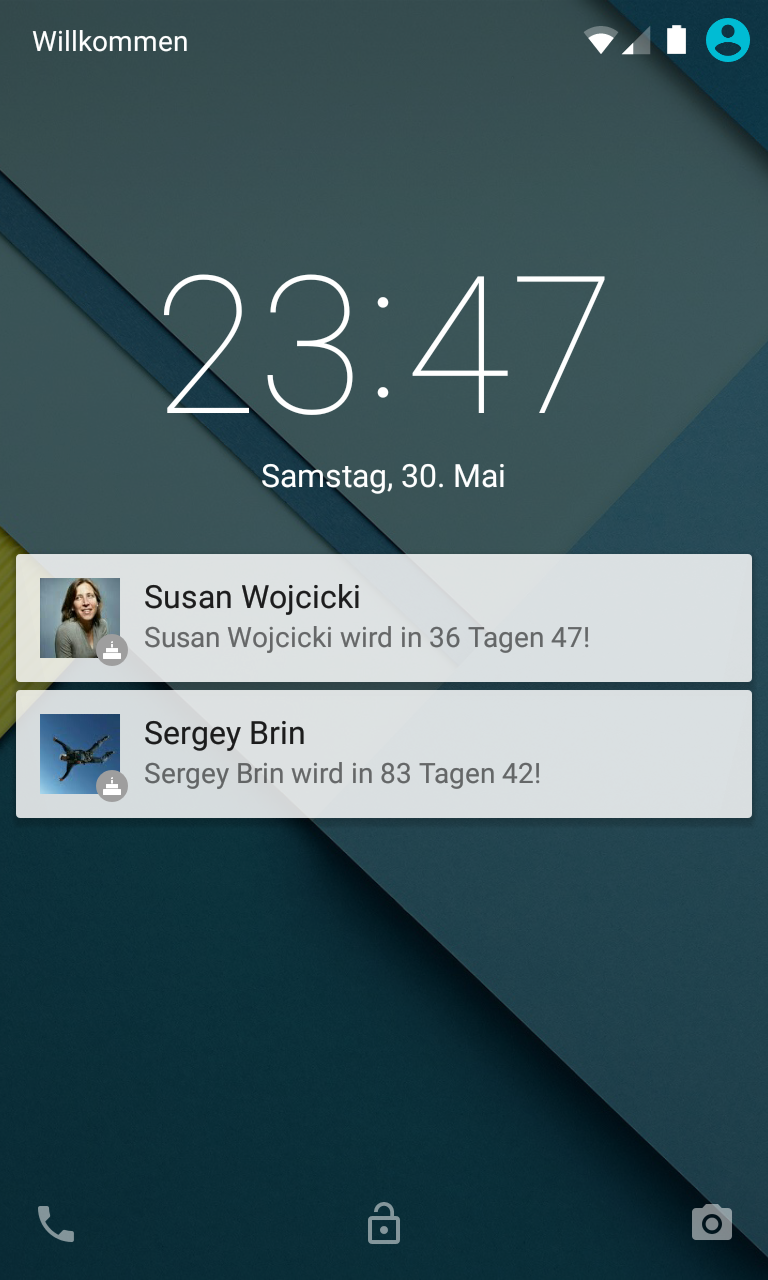 Willkommen
23:47
Samstag, 30. Mai
Susan Wojcicki
Susan Wojcicki wird in 36 Tagen 47!
Sergey Brin
Sergey Brin wird in 83 Tagen 42!